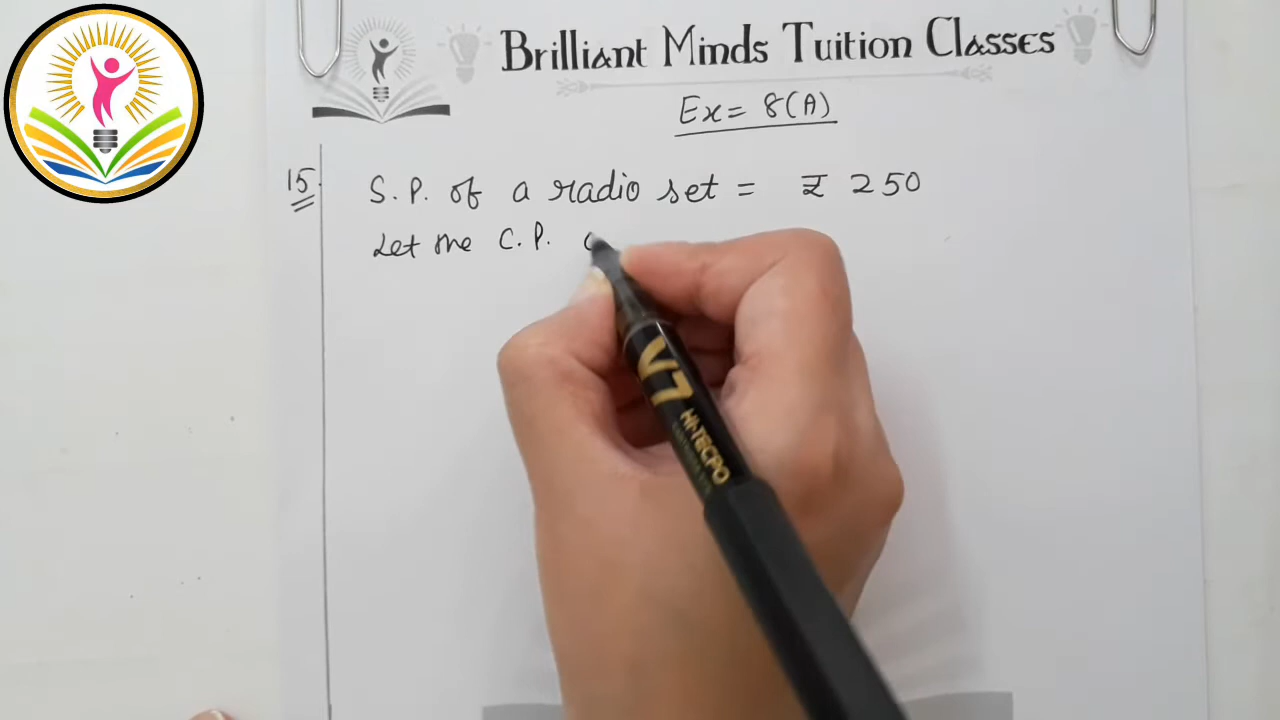 Brilliant Minds Tuition Classes
Ex = 8(A)
15. S.P. of a radio set = ₹ 250
Let the C.P.
V7
HI-TECPO